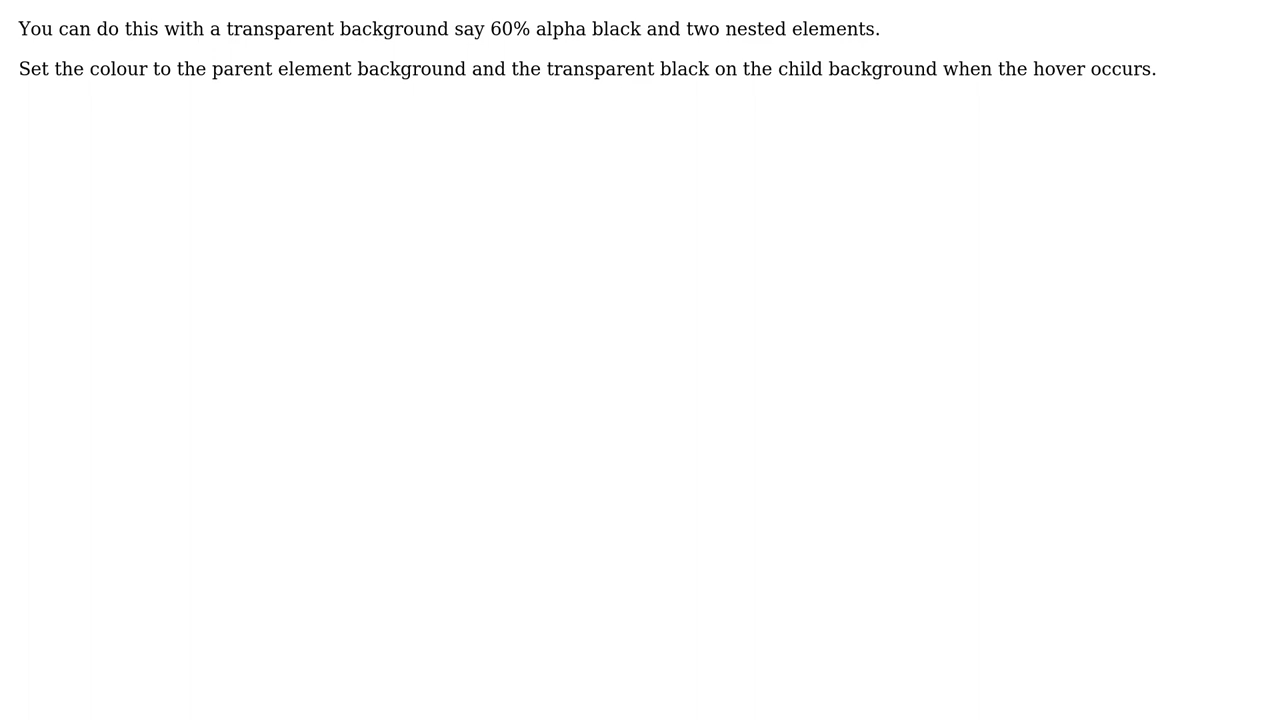 You can do this with a transparent background say 60% alpha black and two nested elements.
Set the colour to the parent element background and the transparent black on the child background when the hover occurs.